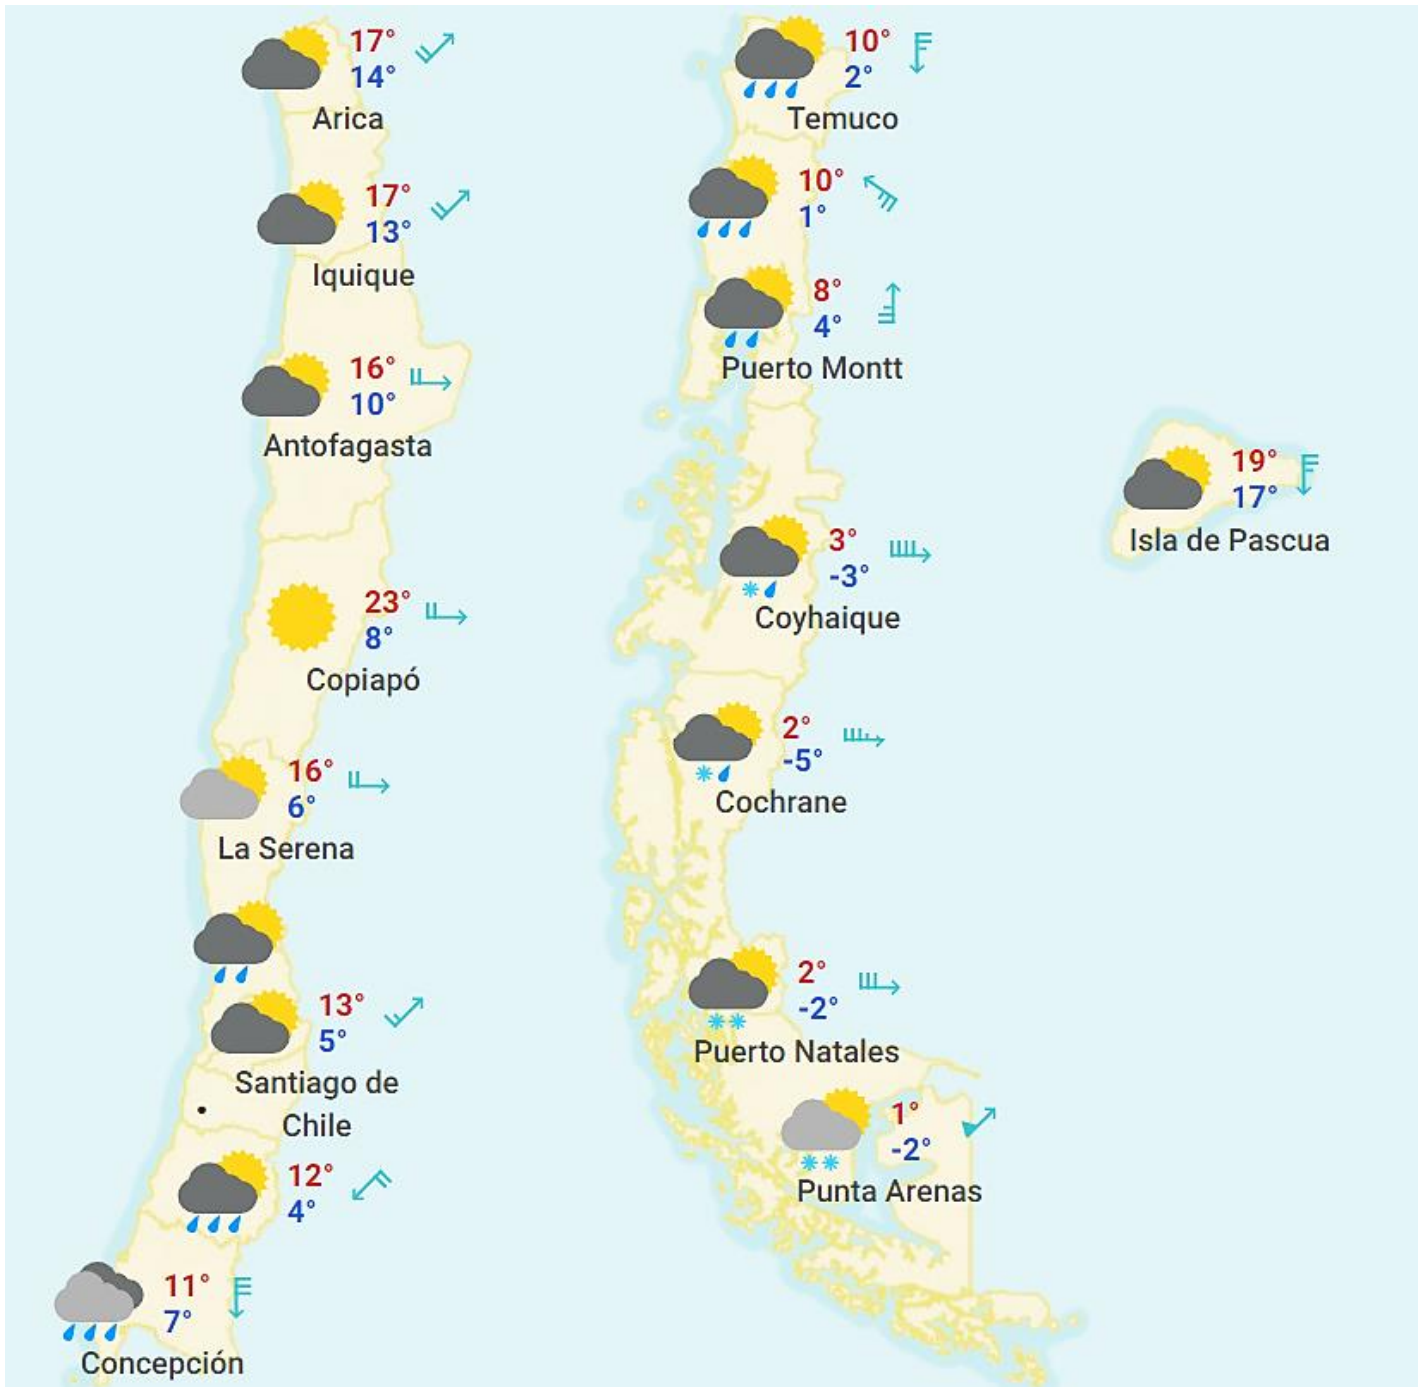 17°
14°
Arica
17°
13°
Iquique
16°
10°
Antofagasta
23°
8°
Copiapó
16°
6°
La Serena
13°
5°
Santiago de
Chile
12°
4°
11°
7°
Concepción
10°
2°
Temuco
10°
1°
8°
4°
Puerto Montt
3°
-3°
Coyhaique
2°
-5°
Cochrane
2°
-2°
Puerto Natales
1°
-2°
Punta Arenas
19°
17°
Isla de Pascua